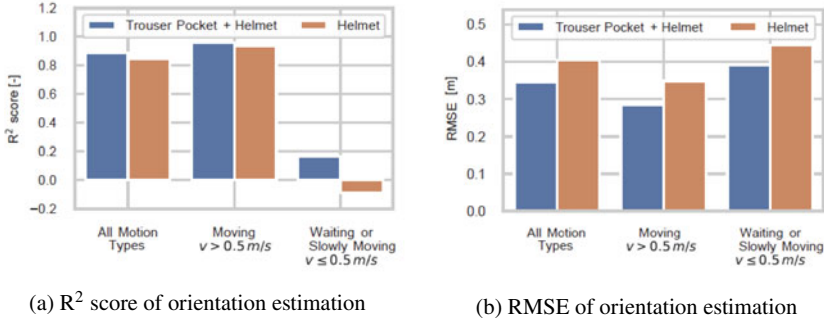 1.2
1.0
0.8
0.6
0.4
0.2
0.0
−0.2
R² score [-]
Trouser Pocket + Helmet
Helmet
All Motion
Types
Moving
v > 0.5 m/s
Waiting or
Slowly Moving
v ≤ 0.5 m/s
(a) R² score of orientation estimation
0.5
0.4
0.3
0.2
0.1
0.0
RMSE [m]
Trouser Pocket + Helmet
Helmet
All Motion
Types
Moving
v > 0.5 m/s
Waiting or
Slowly Moving
v ≤ 0.5 m/s
(b) RMSE of orientation estimation